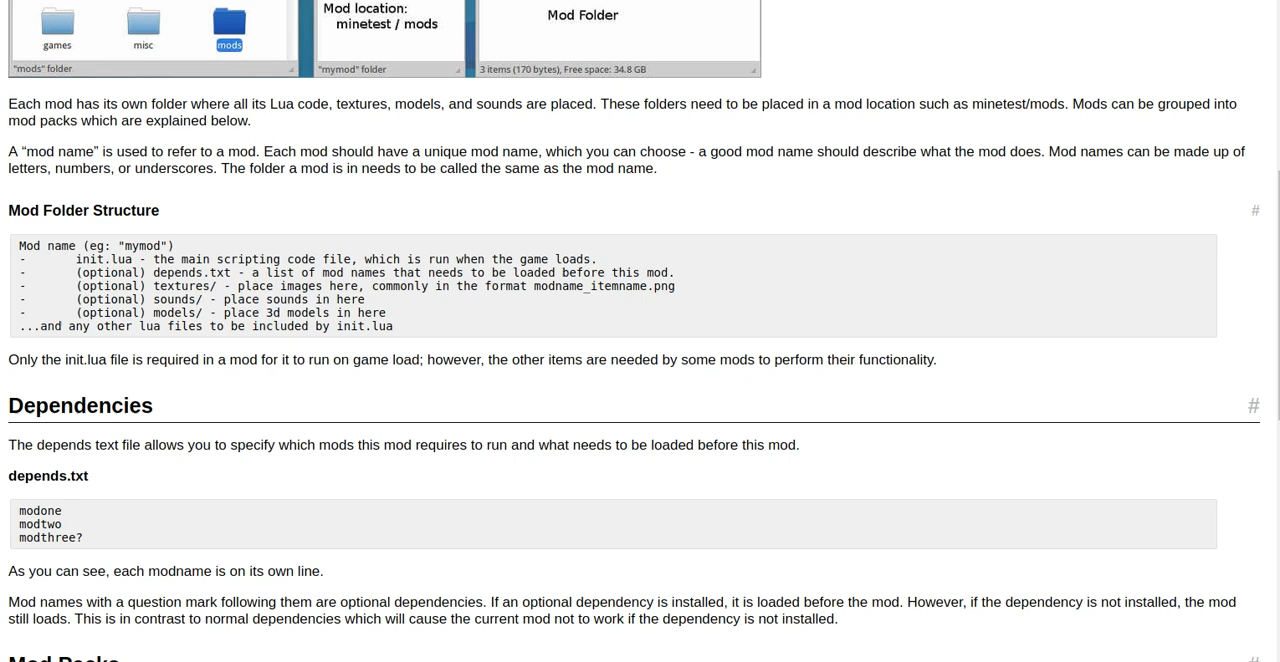 Mod location:
minetest / mods
Mod Folder
games
misc
mods
"mods" folder
"mymod" folder
3 items (170 bytes), Free space: 34.8 GB
Each mod has its own folder where all its Lua code, textures, models, and sounds are placed. These folders need to be placed in a mod location such as minetest/mods. Mods can be grouped into
mod packs which are explained below.
A “mod name” is used to refer to a mod. Each mod should have a unique mod name, which you can choose - a good mod name should describe what the mod does. Mod names can be made up of
letters, numbers, or underscores. The folder a mod is in needs to be called the same as the mod name.
Mod Folder Structure
#
Mod name (eg: "mymod")
- init.lua - the main scripting code file, which is run when the game loads.
- (optional) depends.txt - a list of mod names that needs to be loaded before this mod.
- (optional) textures/ - place images here, commonly in the format modname_itemname.png
- (optional) sounds/ - place sounds in here
- (optional) models/ - place 3d models in here
...and any other lua files to be included by init.lua
Only the init.lua file is required in a mod for it to run on game load; however, the other items are needed by some mods to perform their functionality.
Dependencies
#
The depends text file allows you to specify which mods this mod requires to run and what needs to be loaded before this mod.
depends.txt
modone
modtwo
modthree?
As you can see, each modname is on its own line.
Mod names with a question mark following them are optional dependencies. If an optional dependency is installed, it is loaded before the mod. However, if the dependency is not installed, the mod
still loads. This is in contrast to normal dependencies which will cause the current mod not to work if the dependency is not installed.
Mod Packs
#